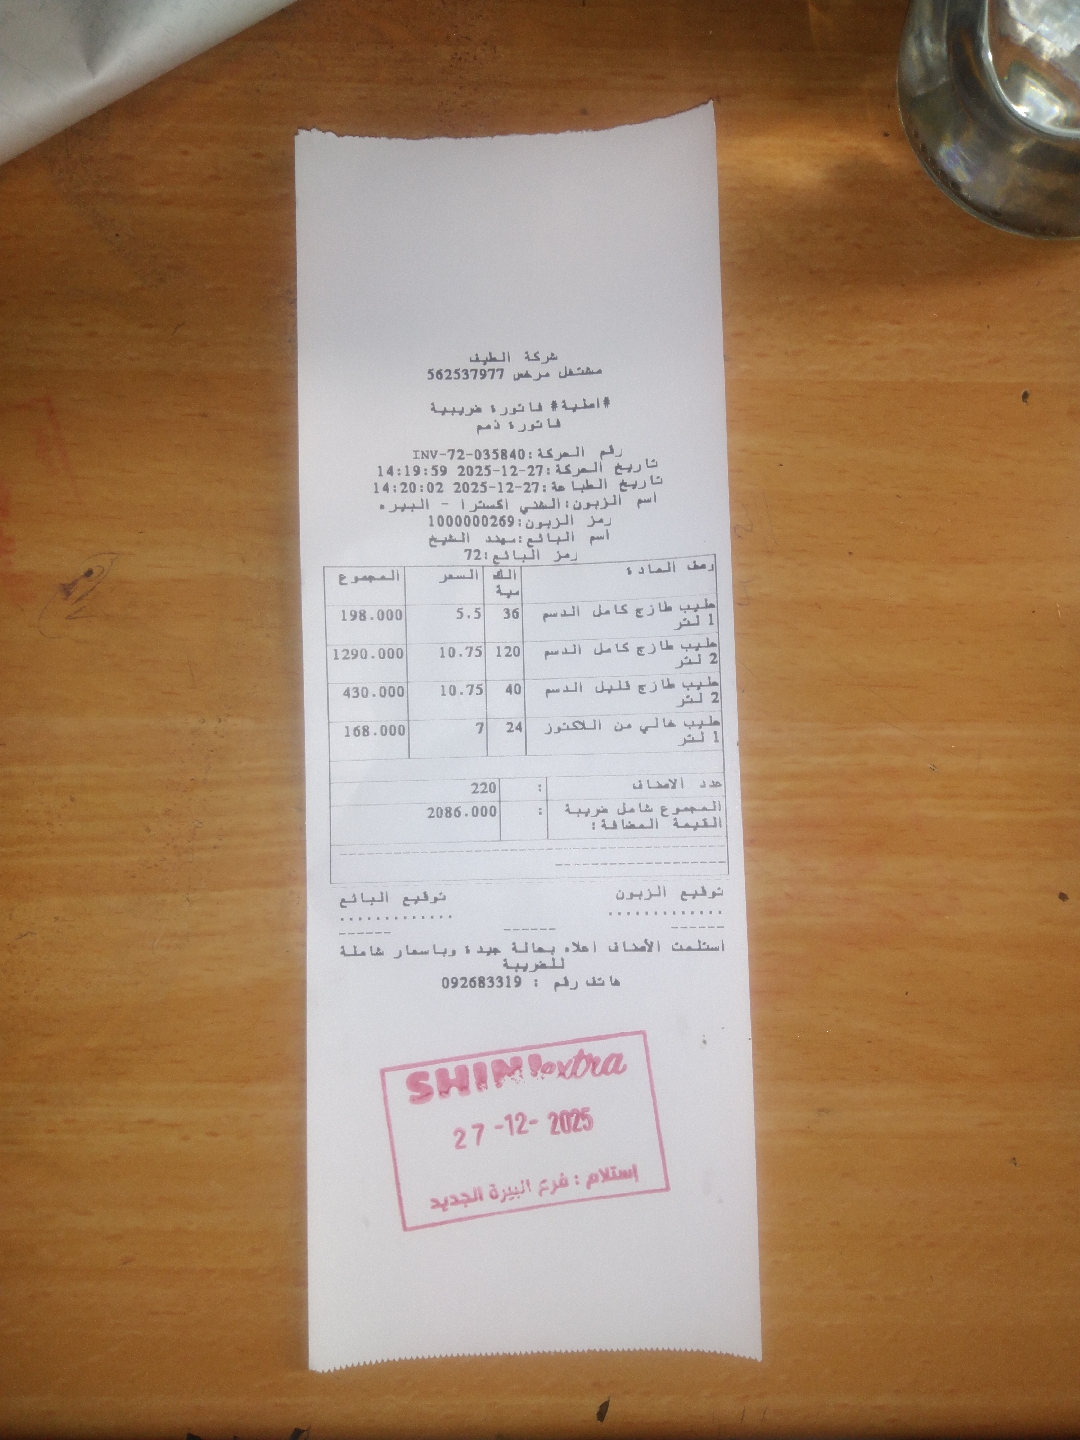 شركة الطيف
مشتغل مرخص 562537977
#اصلية# فاتورة ضريبية
فاتورة ذمم
رقم الحركة:INV-72-035840
تاريخ الحركة:27-12-2025 14:19:59
تاريخ الطباعة:27-12-2025 14:20:02
اسم الزبون:الشني اكسترا - البيره
رمز الزبون:1000000269
اسم البائع:مهند الشيخ
رمز البائع:72
وصف المادة الكمية السعر المجموع
حليب طازج كامل الدسم 36 5.5 198.000
1 لتر
حليب طازج كامل الدسم 120 10.75 1290.000
2 لتر
حليب طازج قليل الدسم 40 10.75 430.000
2 لتر
حليب خالي من اللاكتوز 24 7 168.000
1 لتر
عدد الاصناف : 220
المجموع شامل ضريبة : 2086.000
القيمة المضافة:
توقيع الزبون توقيع البائع
............. .............
استلمت الأصناف اعلاه بحالة جيدة وباسعار شاملة
للضريبة
هاتف رقم : 092683319
SHINI extra
27-12-2025
إستلام : فرع البيرة الجديد